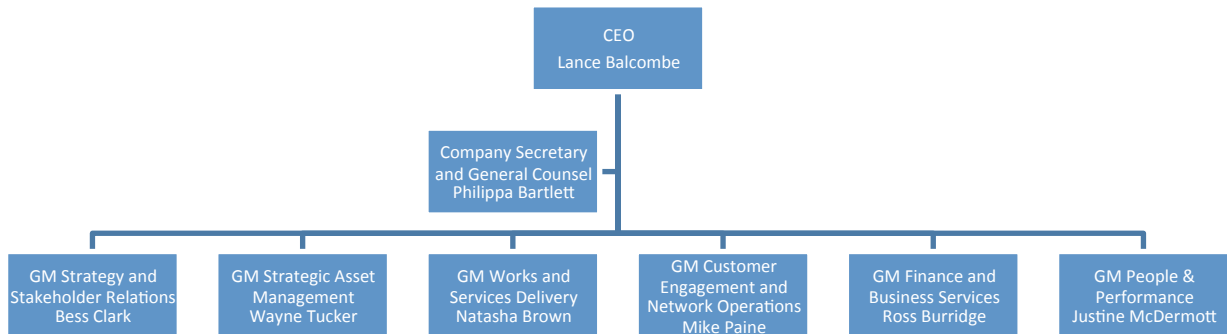 CEO
Lance Balcombe
Company Secretary
and General Counsel
Philippa Bartlett
GM Strategy and
Stakeholder Relations
Bess Clark
GM Strategic Asset
Management
Wayne Tucker
GM Works and
Services Delivery
Natasha Brown
GM Customer
Engagement and
Network Operations
Mike Paine
GM Finance and
Business Services
Ross Burridge
GM People &
Performance
Justine McDermott